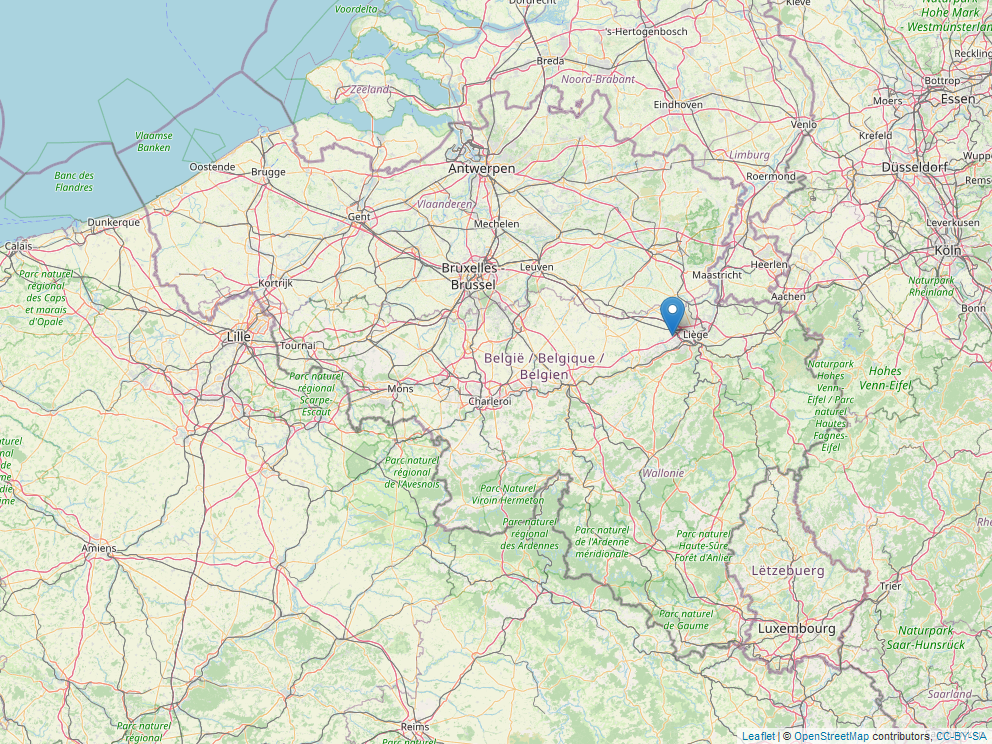 Voordelta
Dordrecht
Kleve
Naturpark
Hohe Mark
- Westmünsterland
's-Hertogenbosch
Breda
Noord-Brabant
Zeeland
Eindhoven
Bottrop
Moers
Essen
Venlo
Krefeld
Vlaamse
Banken
Oostende
Brugge
Antwerpen
Limburg
Roermond
Düsseldorf
Banc des
Flandres
Dunkerque
Gent
Vlaanderen
Mechelen
Leverkusen
Calais
Bruxelles -
Brussel
Leuven
Maastricht
Heerlen
Aachen
Köln
Parc naturel
régional
des Caps
et marais
d'Opale
Kortrijk
Naturpark
Rheinland
Bonn
Lille
Tournai
Liège
België / Belgique /
Belgien
Parc naturel
régional
Scarpe-
Escaut
Mons
Charleroi
Naturpark
Hohes
Venn -
Eifel / Parc
naturel
Hautes
Fagnes-
Eifel
Hohes
Venn-Eifel
Parc naturel
régional
de l'Avesnois
Wallonie
Parc Naturel
Viroin Hermeton
Parc naturel
régional
des Ardennes
Parc naturel
de l'Ardenne
méridionale
Parc naturel
Haute-Sûre
Forêt d'Anlier
Amiens
Lëtzebuerg
Trier
Parc naturel
de Gaume
Luxembourg
Naturpark
Saar-Hunsrück
Saarland
Reims
Parc naturel
régional
Parc naturel
Leaflet | © OpenStreetMap contributors, CC-BY-SA